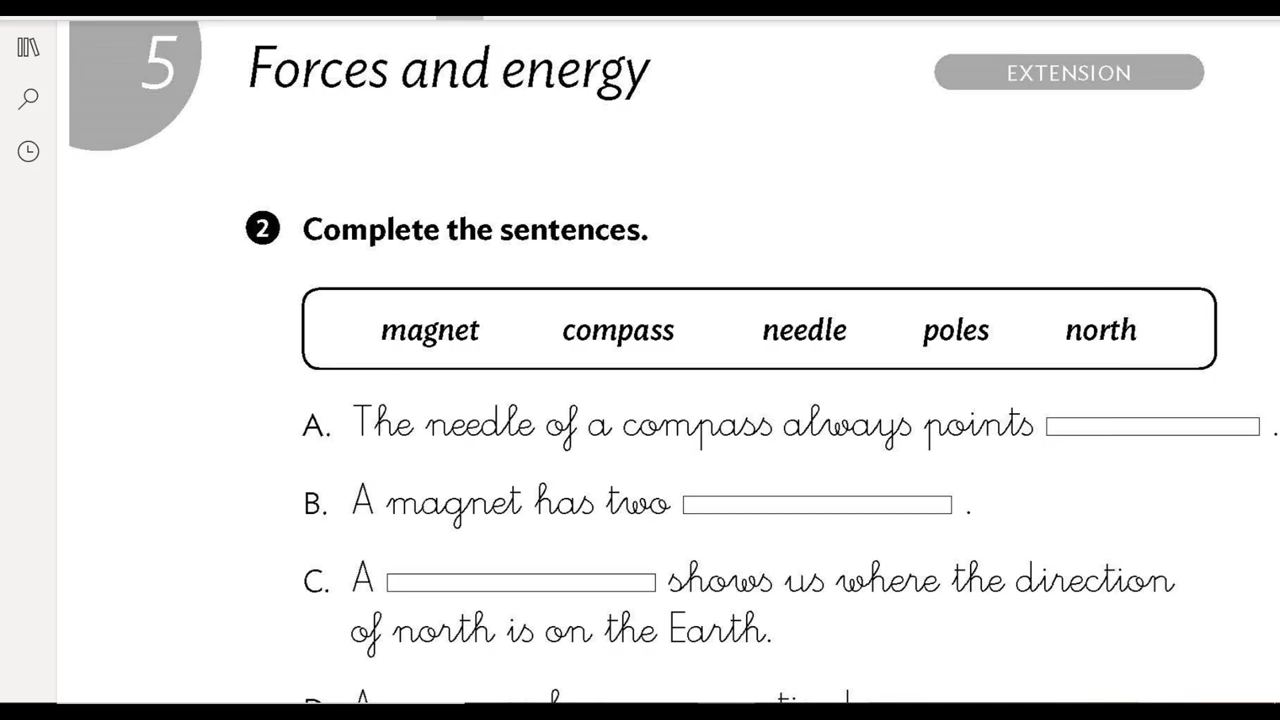 5 Forces and energy EXTENSION
2 Complete the sentences.
magnet compass needle poles north
A. The needle of a compass always points .
B. A magnet has two .
C. A shows us where the direction
of north is on the Earth.